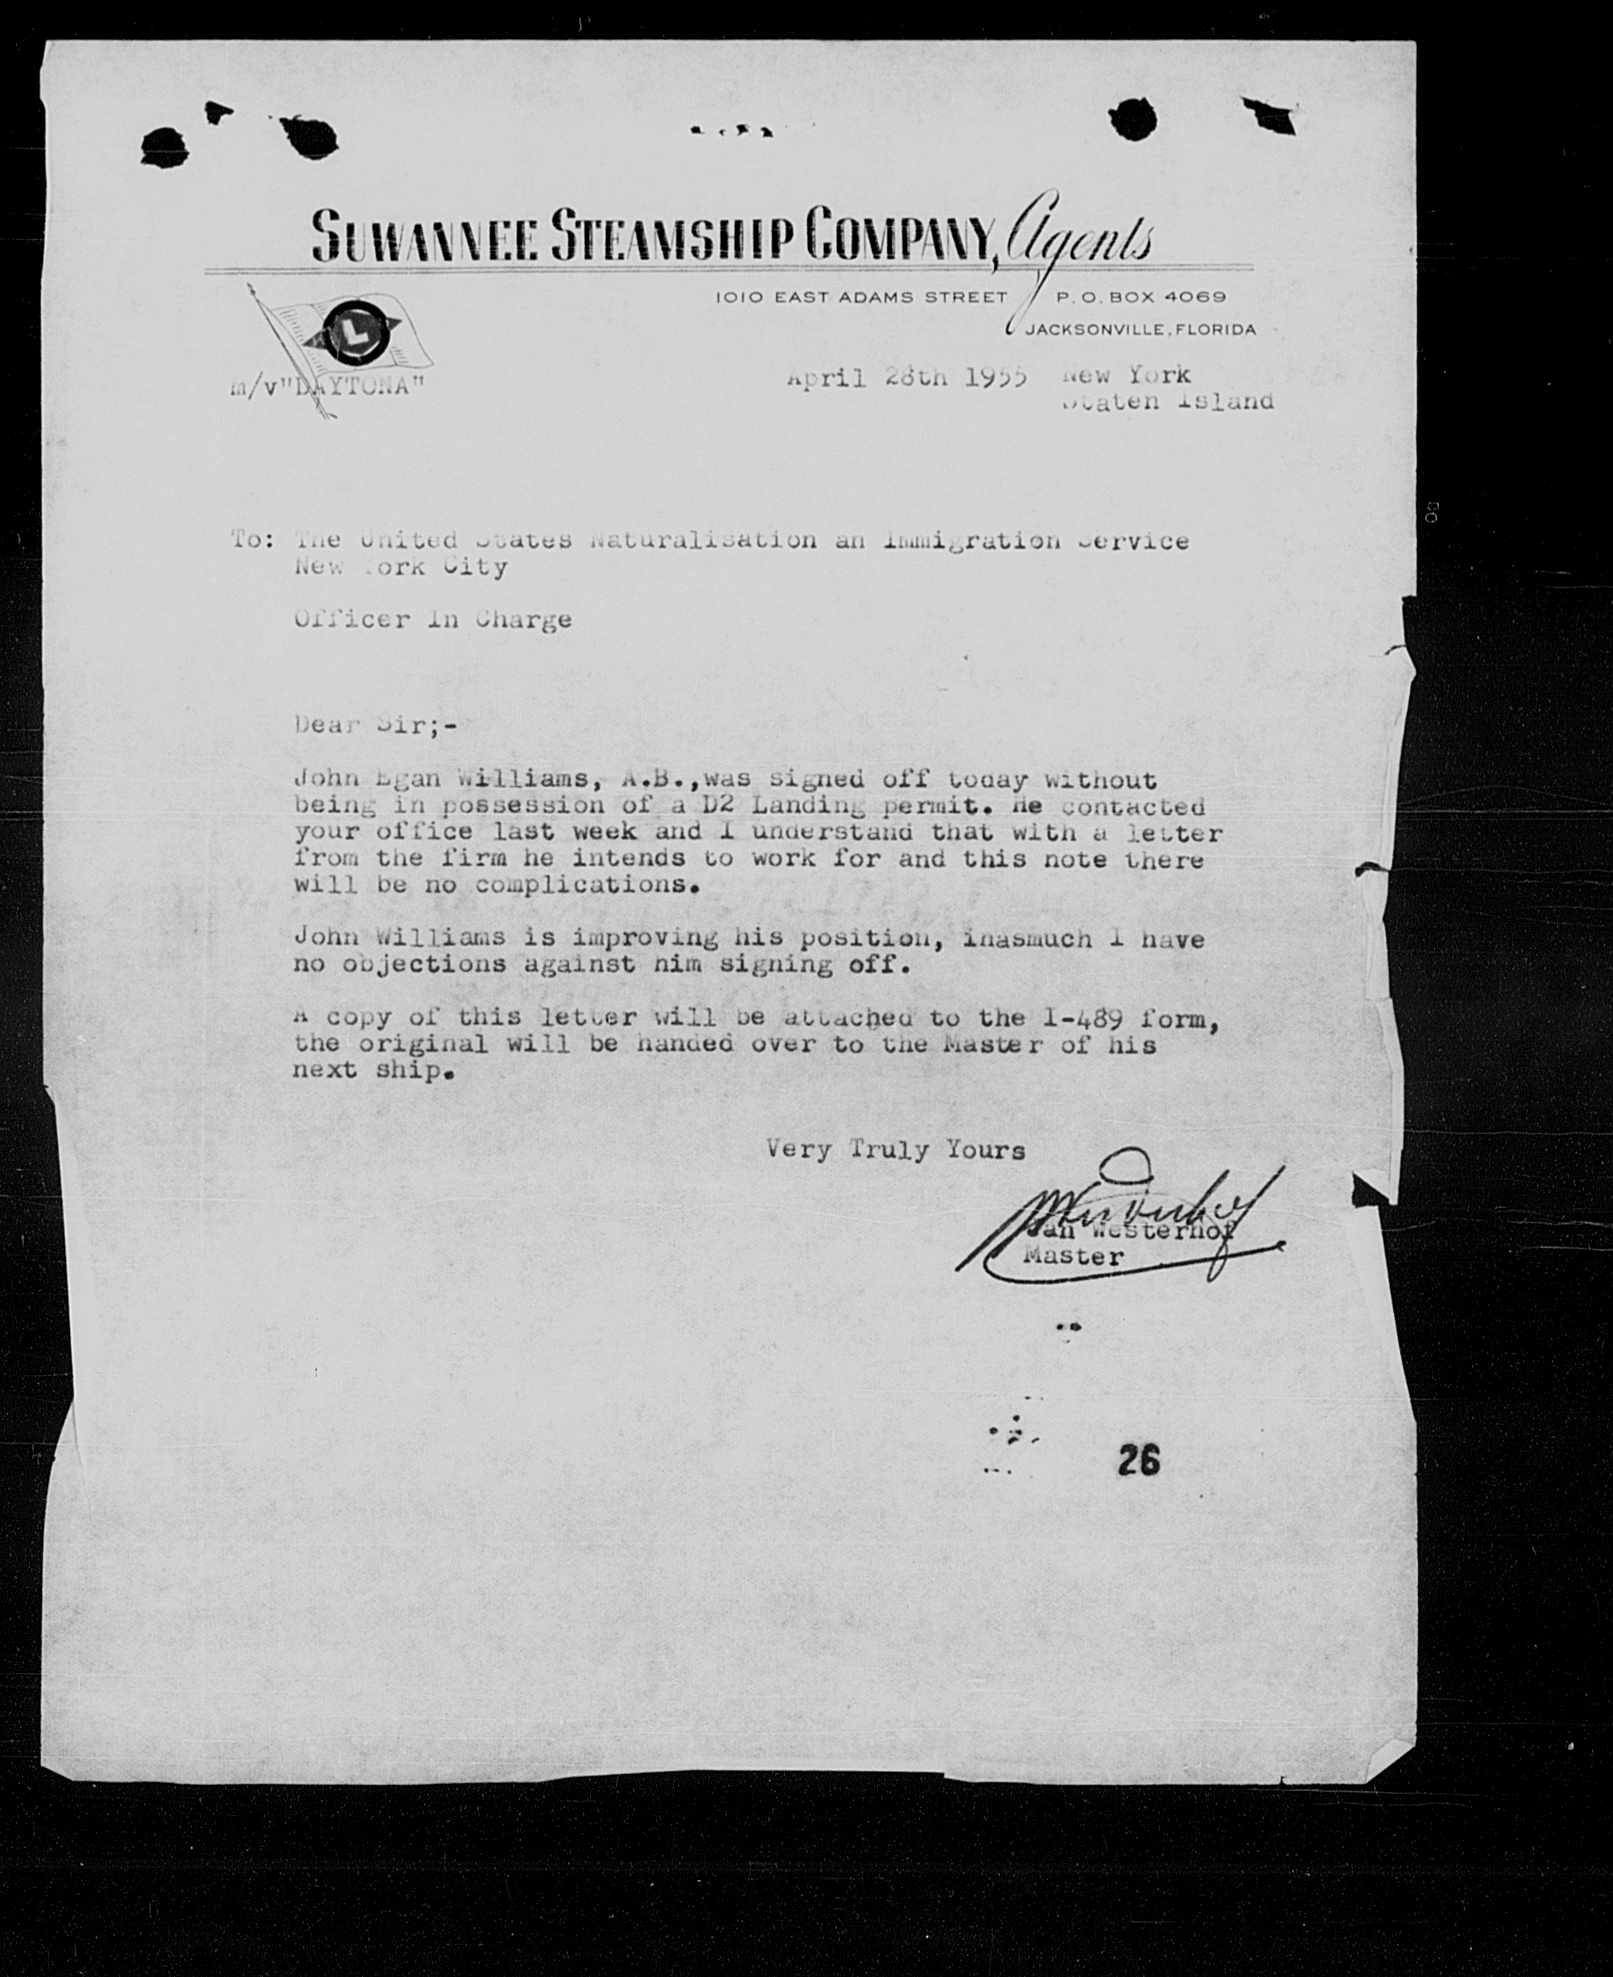 SUWANNEE STEAMSHIP COMPANY, Agents
1010 EAST ADAMS STREET P. O. BOX 4069
JACKSONVILLE, FLORIDA
L
m/v"DAYTONA" April 28th 1955 New York
Staten Island
To: The United States Naturalisation an Immigration Service
New York City
Officer In Charge
Dear Sir;-
John Egan Williams, A.B.,was signed off today without
being in possession of a D2 Landing permit. He contacted
your office last week and I understand that with a letter
from the firm he intends to work for and this note there
will be no complications.
John Williams is improving his position, inasmuch I have
no objections against him signing off.
A copy of this letter will be attached to the I-489 form,
the original will be handed over to the Master of his
next ship.
Very Truly Yours
Jan Westerhof
Master
26